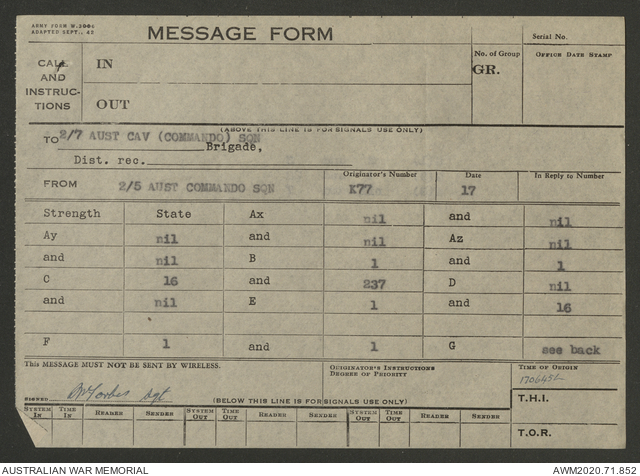 ARMY FORM W.3004
ADAPTED SEPT., 42
MESSAGE FORM
Serial No.
CALL AND INSTRUC-TIONS
IN
OUT
No. of Group
GR.
OFFICE DATE STAMP
(ABOVE THIS LINE IS FOR SIGNALS USE ONLY)
TO 2/7 AUST CAV (COMMANDO) SQN
Brigade,
Dist. rec.
FROM 2/5 AUST COMMANDO SQN
Originator's Number
K77
Date
17
In Reply to Number
Strength State Ax nil and nil
Ay nil and nil Az nil
and nil B 1 and 1
C 16 and 237 D nil
and nil E 1 and 16
F 1 and 1 G see back
This MESSAGE MUST NOT BE SENT BY WIRELESS.
ORIGINATOR'S INSTRUCTIONS
DEGREE OF PRIORITY
TIME OF ORIGIN
170645L
SIGNED Sgt
(BELOW THIS LINE IS FOR SIGNALS USE ONLY)
T.H.I.
SYSTEM IN TIME IN READER SENDER SYSTEM OUT TIME OUT READER SENDER SYSTEM OUT TIME OUT READER SENDER
T.O.R.
AUSTRALIAN WAR MEMORIAL
AWM2020.71.852